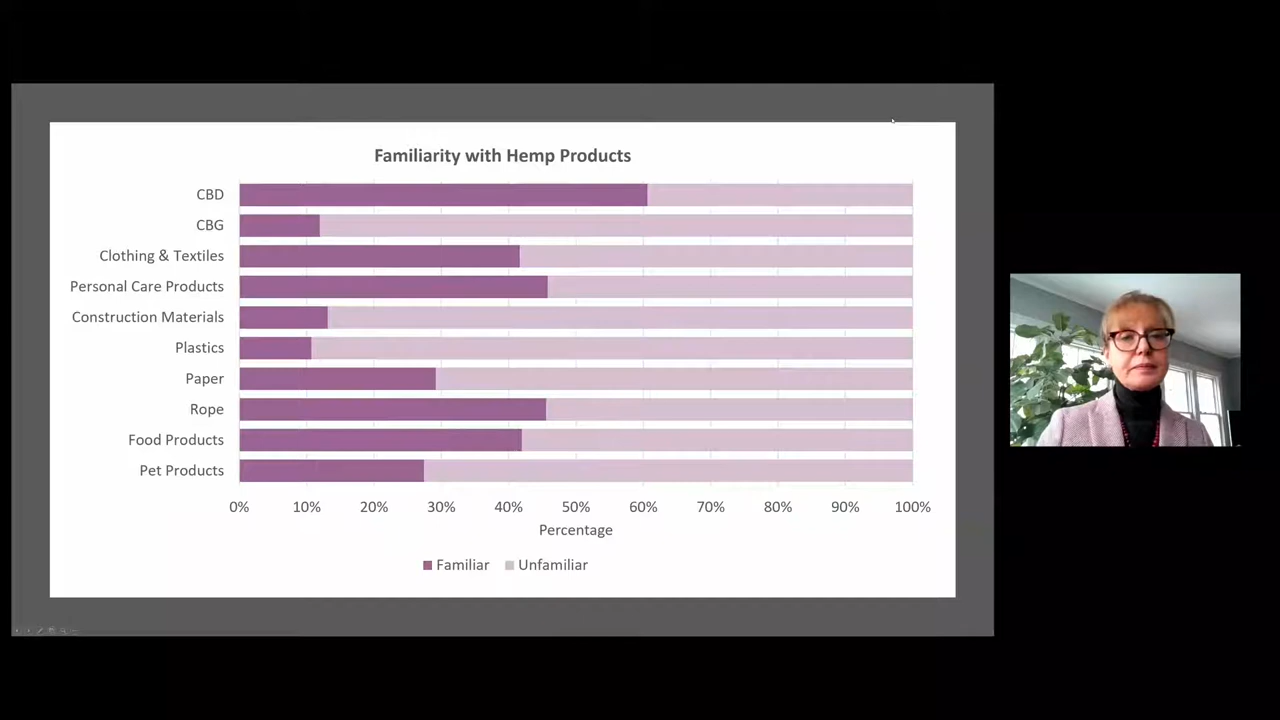 Familiarity with Hemp Products
CBD
CBG
Clothing & Textiles
Personal Care Products
Construction Materials
Plastics
Paper
Rope
Food Products
Pet Products
0% 10% 20% 30% 40% 50% 60% 70% 80% 90% 100%
Percentage
Familiar Unfamiliar